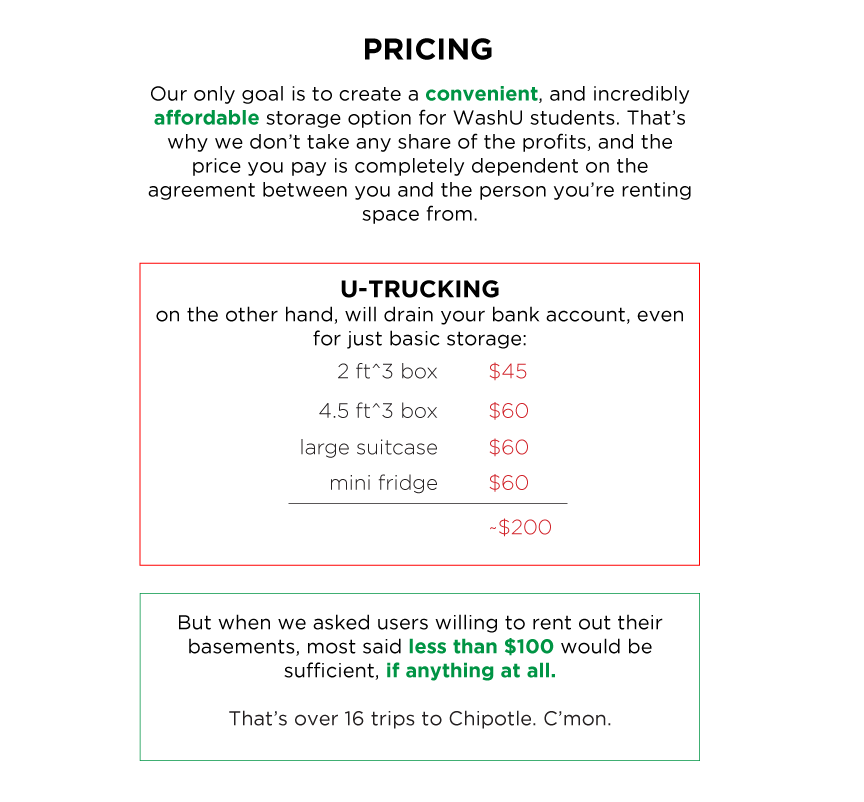 PRICING
Our only goal is to create a convenient, and incredibly
affordable storage option for WashU students. That’s
why we don’t take any share of the profits, and the
price you pay is completely dependent on the
agreement between you and the person you’re renting
space from.
U-TRUCKING
on the other hand, will drain your bank account, even
for just basic storage:
2 ft^3 box $45
4.5 ft^3 box $60
large suitcase $60
mini fridge $60
~$200
But when we asked users willing to rent out their
basements, most said less than $100 would be
sufficient, if anything at all.
That’s over 16 trips to Chipotle. C’mon.